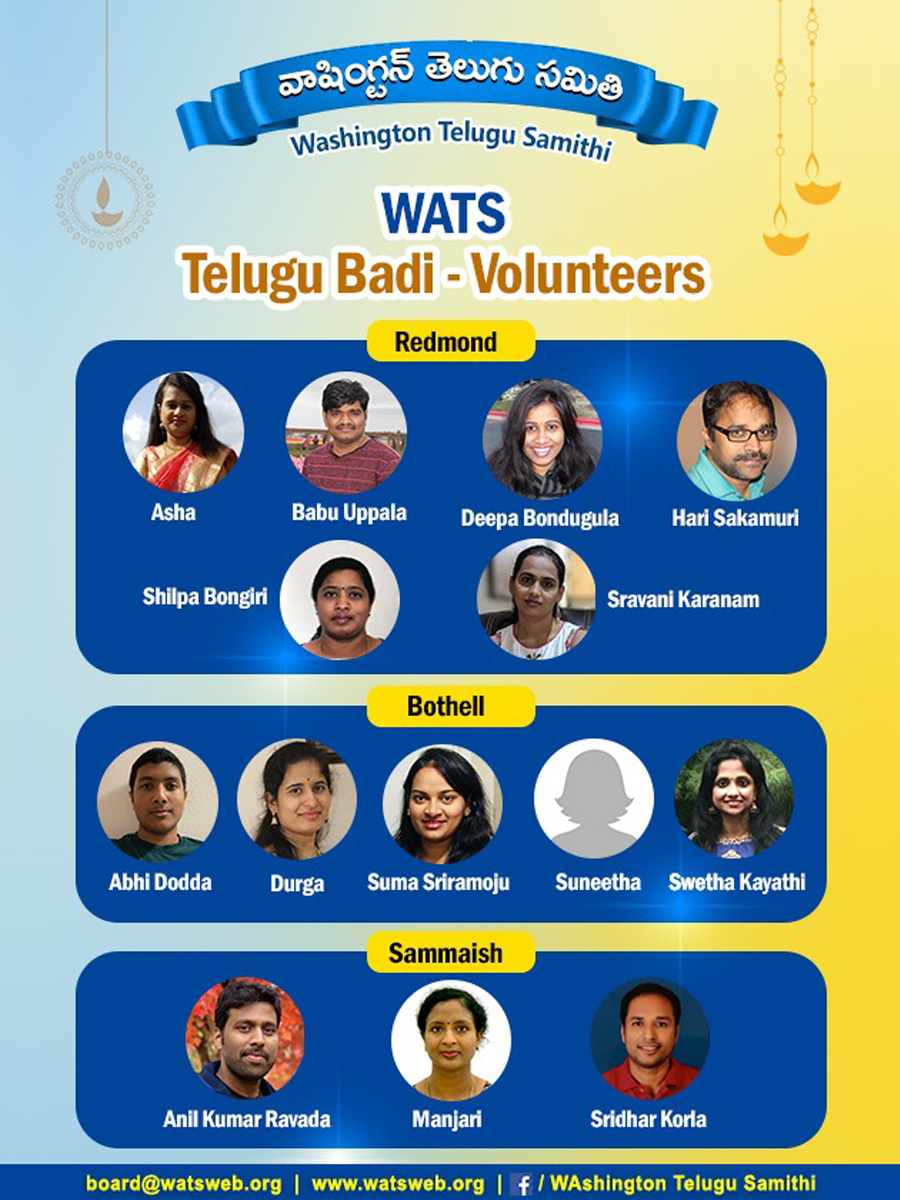 వాషింగ్టన్ తెలుగు సమితి
Washington Telugu Samithi
WATS
Telugu Badi - Volunteers
Redmond
Asha
Babu Uppala
Deepa Bondugula
Hari Sakamuri
Shilpa Bongiri
Sravani Karanam
Bothell
Abhi Dodda
Durga
Suma Sriramoju
Suneetha
Swetha Kayathi
Sammaish
Anil Kumar Ravada
Manjari
Sridhar Korla
board@watsweb.org | www.watsweb.org | f / WAshington Telugu Samithi